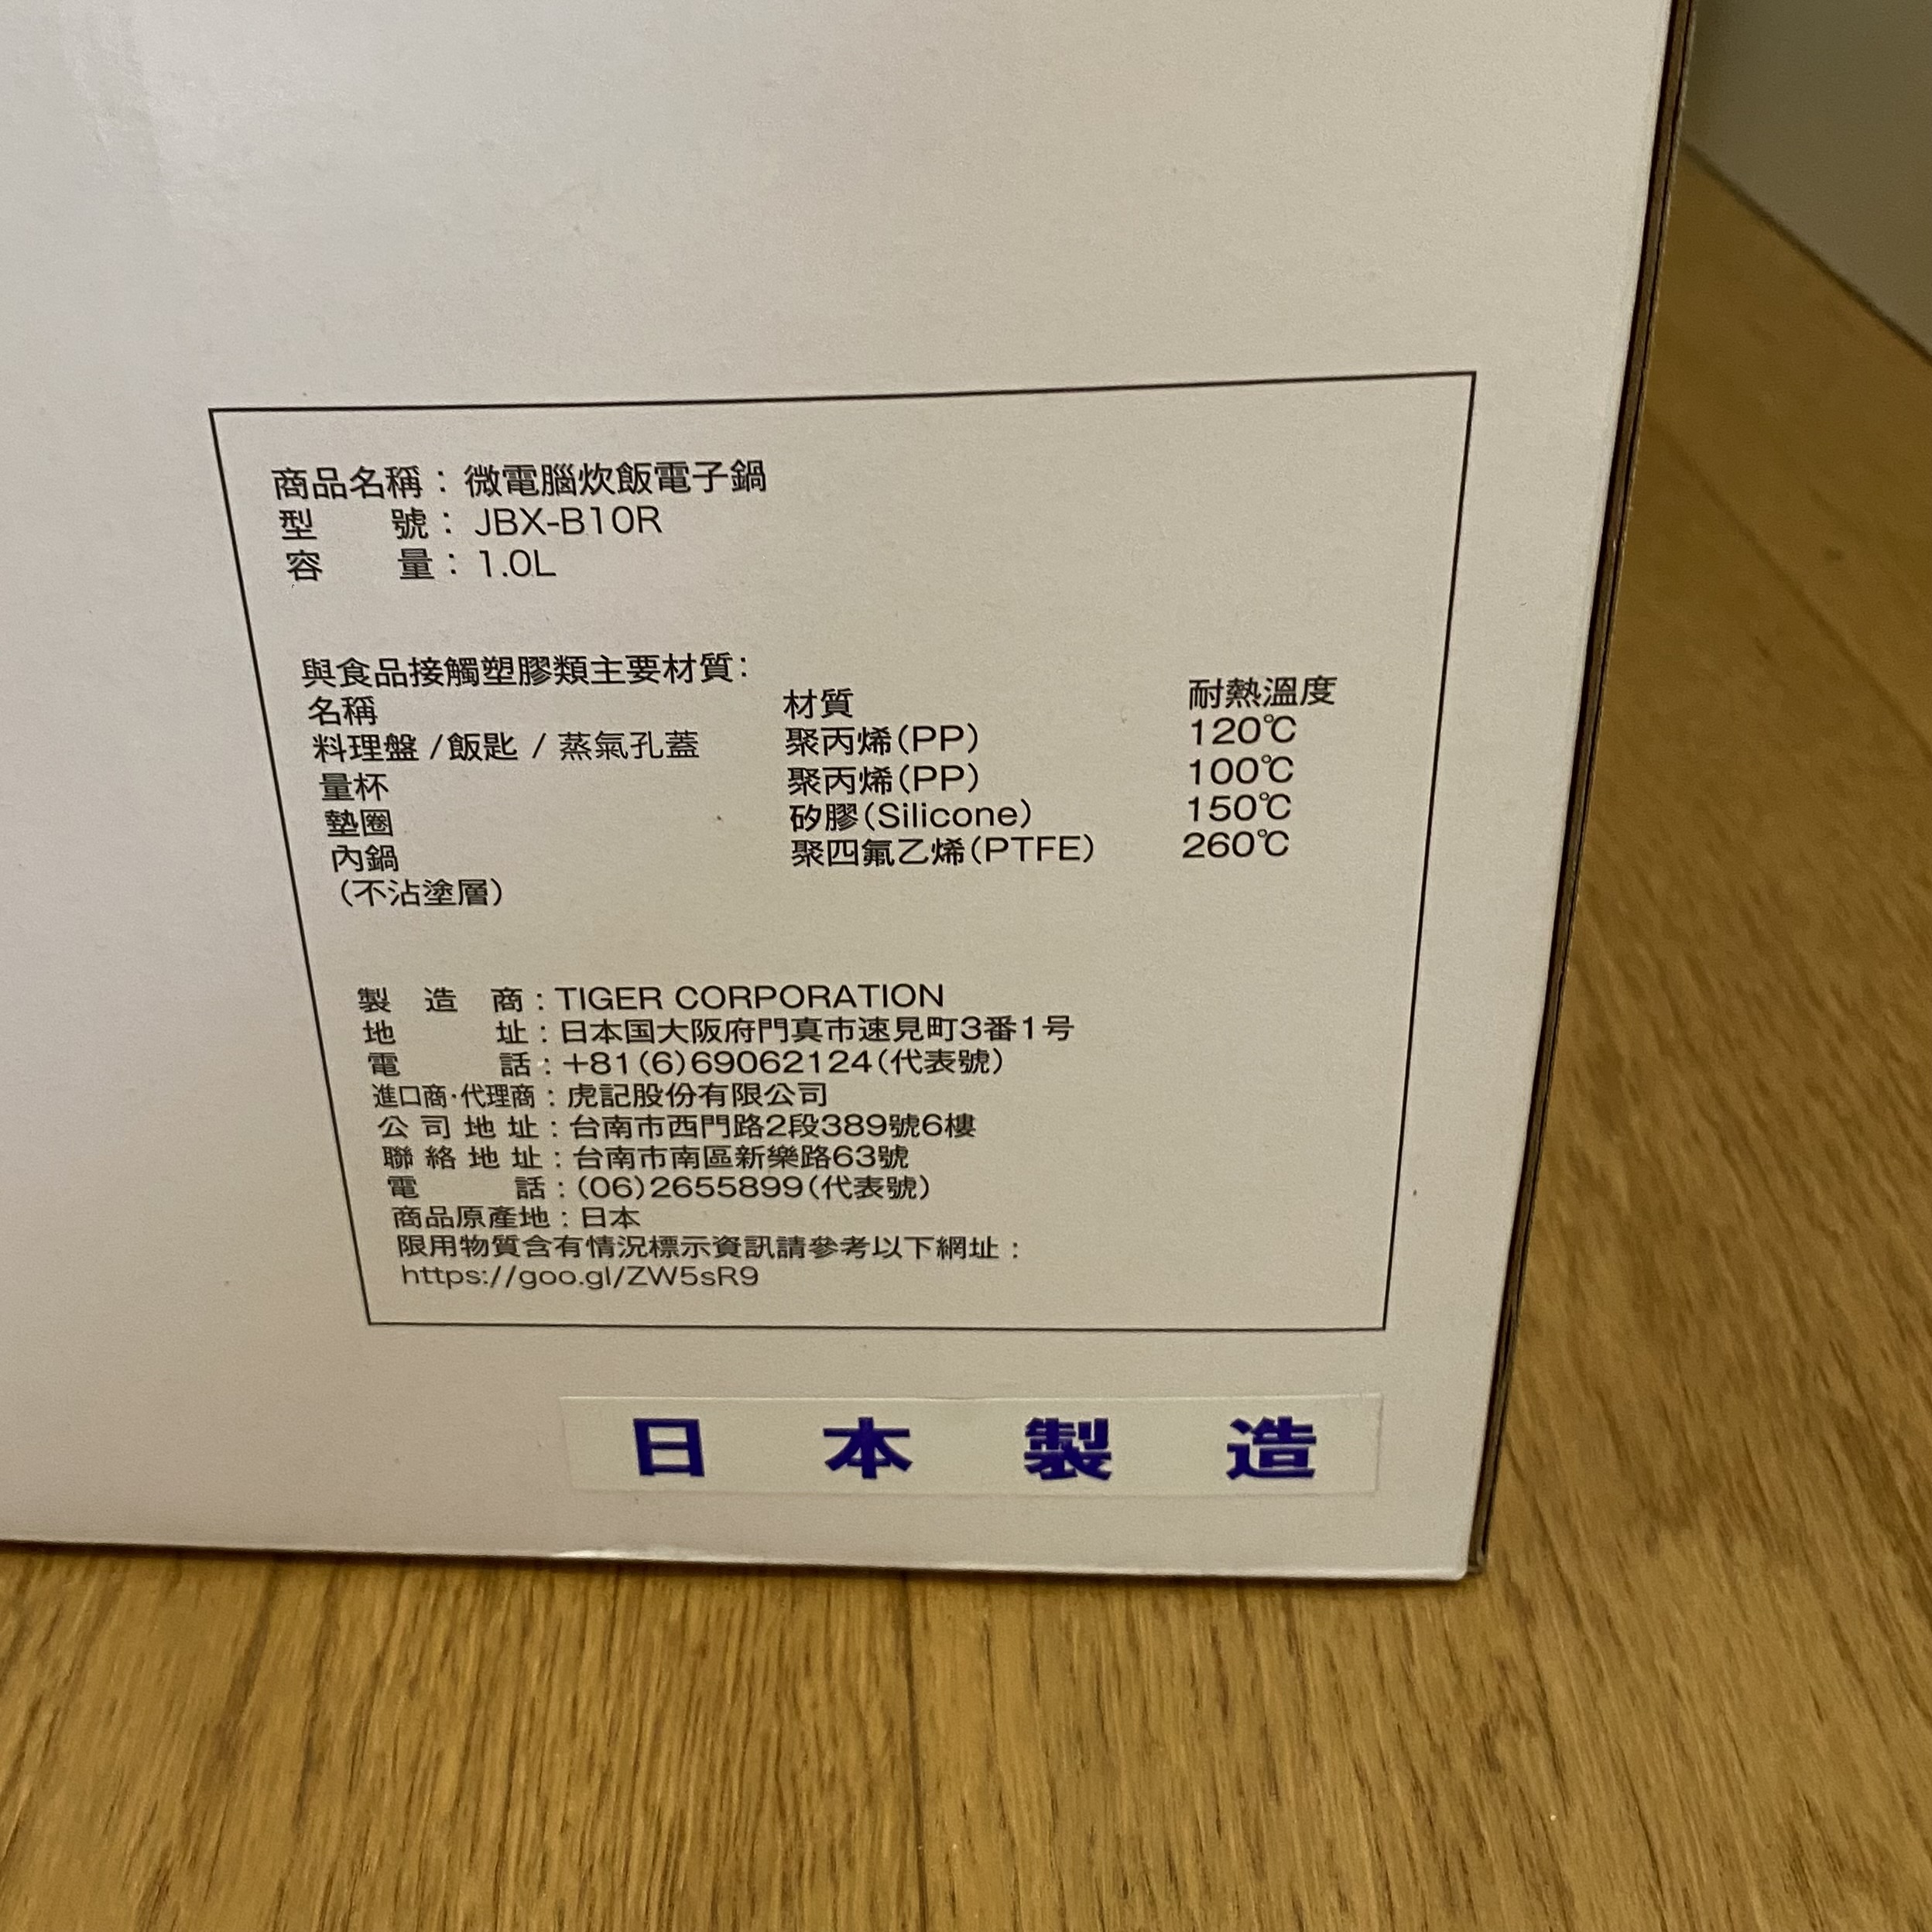 商品名稱：微電腦炊飯電子鍋
型　　號：JBX-B10R
容　　量：1.0L
與食品接觸塑膠類主要材質：
名稱　材質　耐熱溫度
料理盤 /飯匙 / 蒸氣孔蓋　聚丙烯(PP)　120℃
量杯　聚丙烯(PP)　100℃
墊圈　矽膠(Silicone)　150℃
內鍋　聚四氟乙烯(PTFE)　260℃
(不沾塗層)
製　造　商：TIGER CORPORATION
地　　　址：日本国大阪府門真市速見町3番1号
電　　　話：+81(6)69062124(代表號)
進口商·代理商：虎記股份有限公司
公 司 地 址：台南市西門路2段389號6樓
聯 絡 地 址：台南市南區新樂路63號
電　　　話：(06)2655899(代表號)
商品原產地：日本
限用物質含有情況標示資訊請參考以下網址：
https://goo.gl/ZW5sR9
日本製造